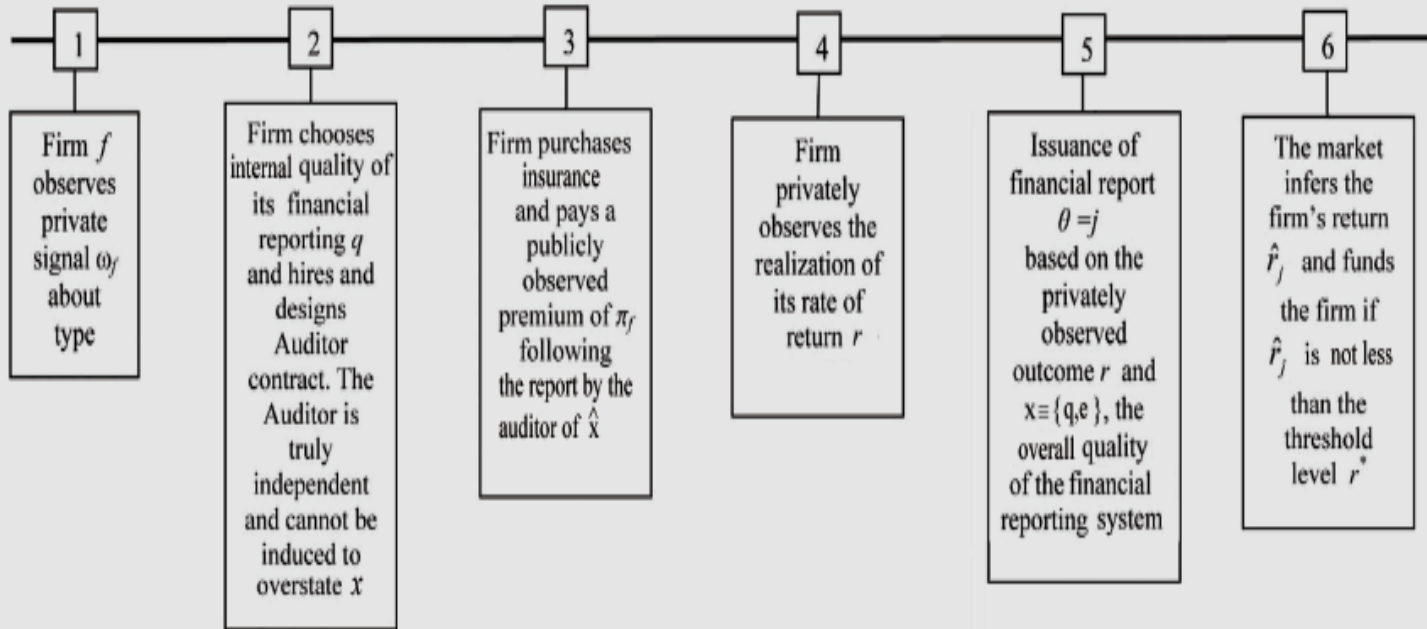 1
2
3
4
5
6
Firm f
observes
private
signal ω_f
about
type
Firm chooses
internal quality of
its financial
reporting q
and hires and
designs
Auditor
contract. The
Auditor is
truly
independent
and cannot be
induced to
overstate x
Firm purchases
insurance
and pays a
publicly
observed
premium of π_f
following
the report by the
auditor of x̂
Firm
privately
observes the
realization of
its rate of
return r
Issuance of
financial report
θ =j
based on the
privately
observed
outcome r and
x≡{q,e}, the
overall quality
of the financial
reporting system
The market
infers the
firm's return
r̂_j and funds
the firm if
r̂_j is not less
than the
threshold
level r*